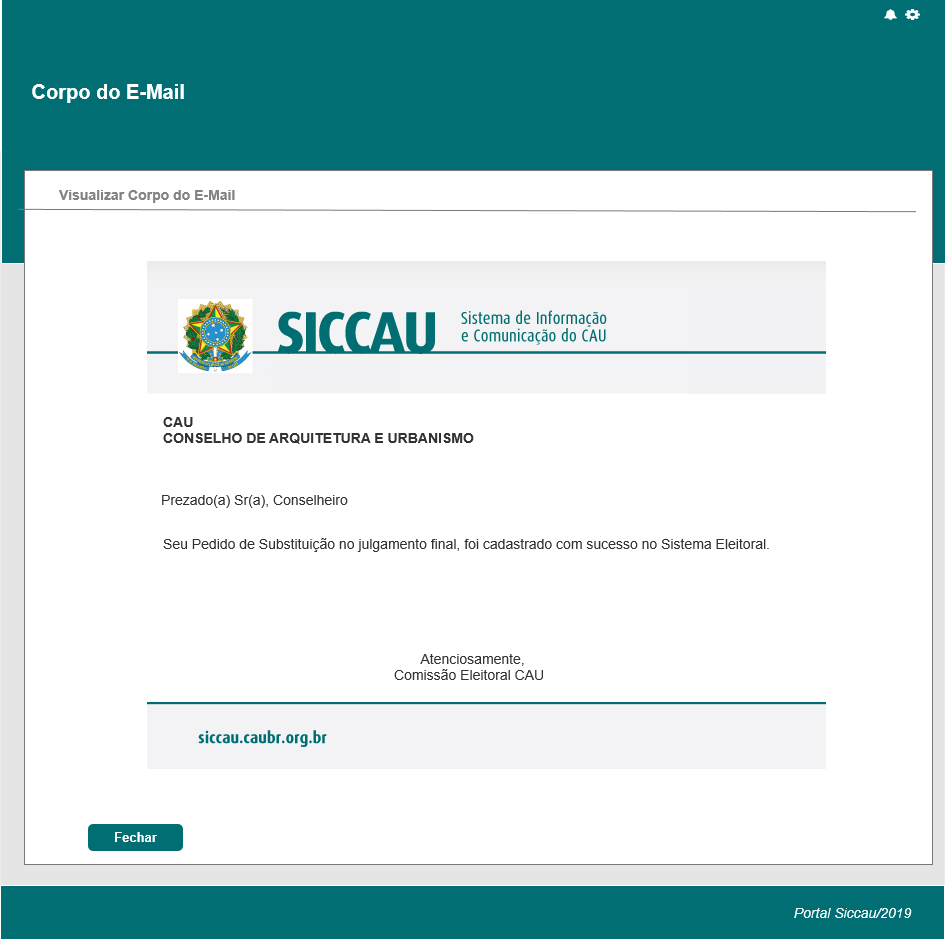 Corpo do E-Mail
Visualizar Corpo do E-Mail
SICCAU
Sistema de Informação
e Comunicação do CAU
CAU
CONSELHO DE ARQUITETURA E URBANISMO
Prezado(a) Sr(a), Conselheiro
Seu Pedido de Substituição no julgamento final, foi cadastrado com sucesso no Sistema Eleitoral.
Atenciosamente,
Comissão Eleitoral CAU
siccau.caubr.org.br
Fechar
Portal Siccau/2019